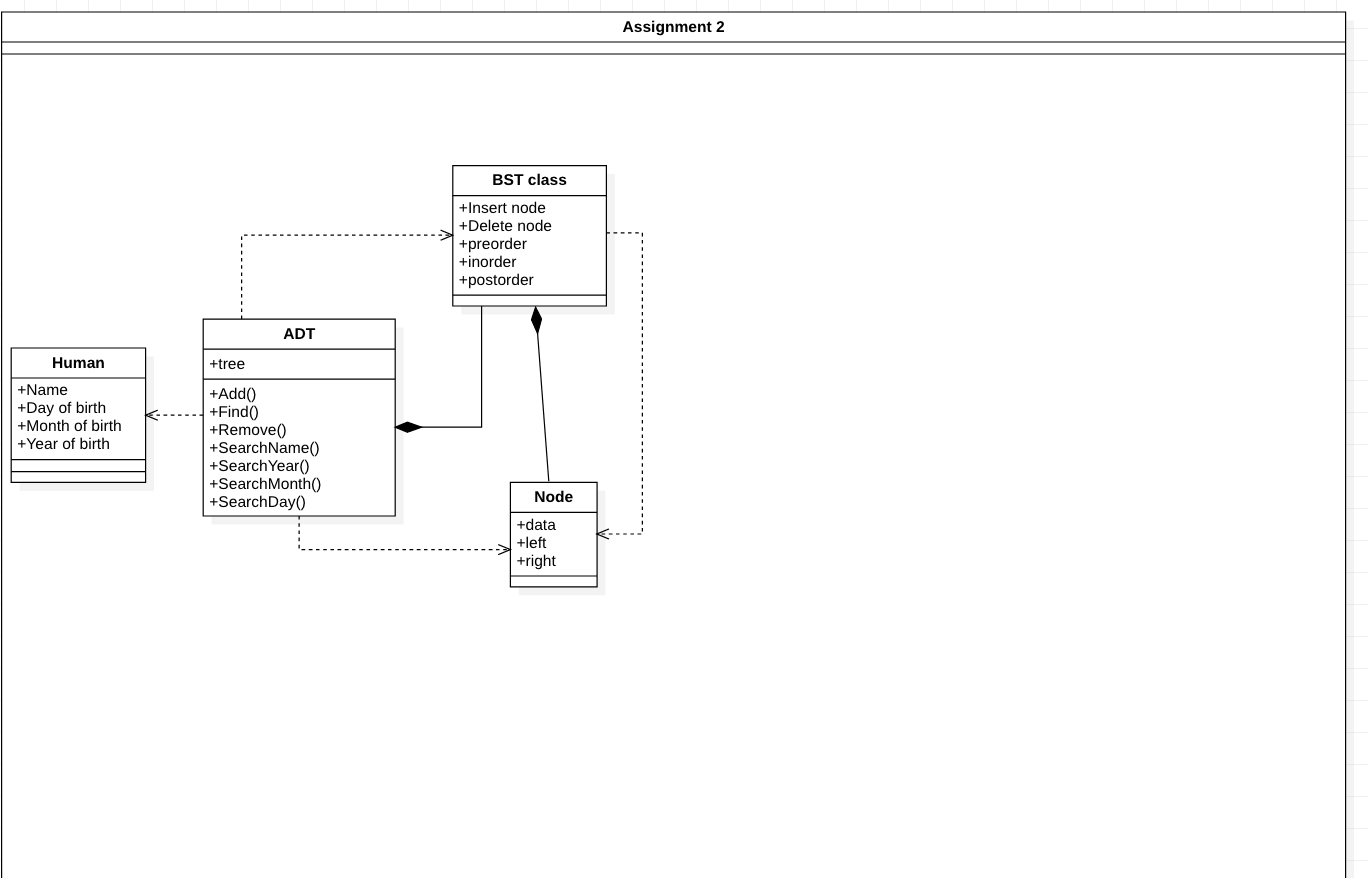 Assignment 2
BST class
+Insert node
+Delete node
+preorder
+inorder
+postorder
ADT
+tree
+Add()
+Find()
+Remove()
+SearchName()
+SearchYear()
+SearchMonth()
+SearchDay()
Human
+Name
+Day of birth
+Month of birth
+Year of birth
Node
+data
+left
+right